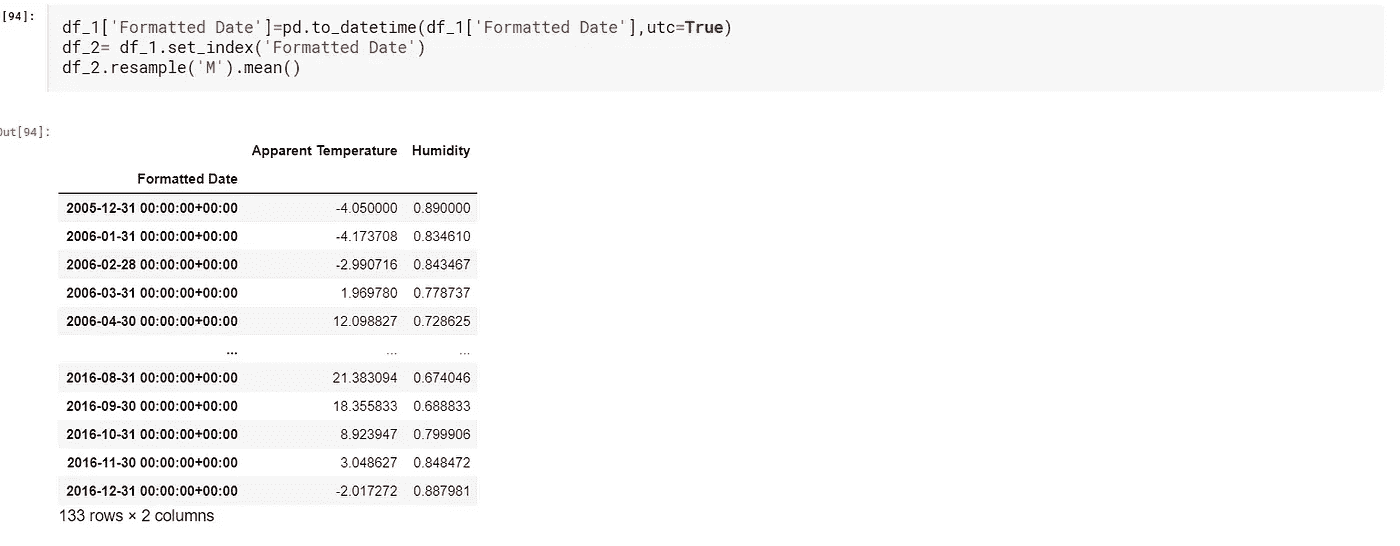 [94]:
df_1['Formatted Date']=pd.to_datetime(df_1['Formatted Date'],utc=True)
df_2= df_1.set_index('Formatted Date')
df_2.resample('M').mean()
Out[94]:
Apparent Temperature Humidity
Formatted Date
2005-12-31 00:00:00+00:00 -4.050000 0.890000
2006-01-31 00:00:00+00:00 -4.173708 0.834610
2006-02-28 00:00:00+00:00 -2.990716 0.843467
2006-03-31 00:00:00+00:00 1.969780 0.778737
2006-04-30 00:00:00+00:00 12.098827 0.728625
... ... ...
2016-08-31 00:00:00+00:00 21.383094 0.674046
2016-09-30 00:00:00+00:00 18.355833 0.688833
2016-10-31 00:00:00+00:00 8.923947 0.799906
2016-11-30 00:00:00+00:00 3.048627 0.848472
2016-12-31 00:00:00+00:00 -2.017272 0.887981
133 rows × 2 columns